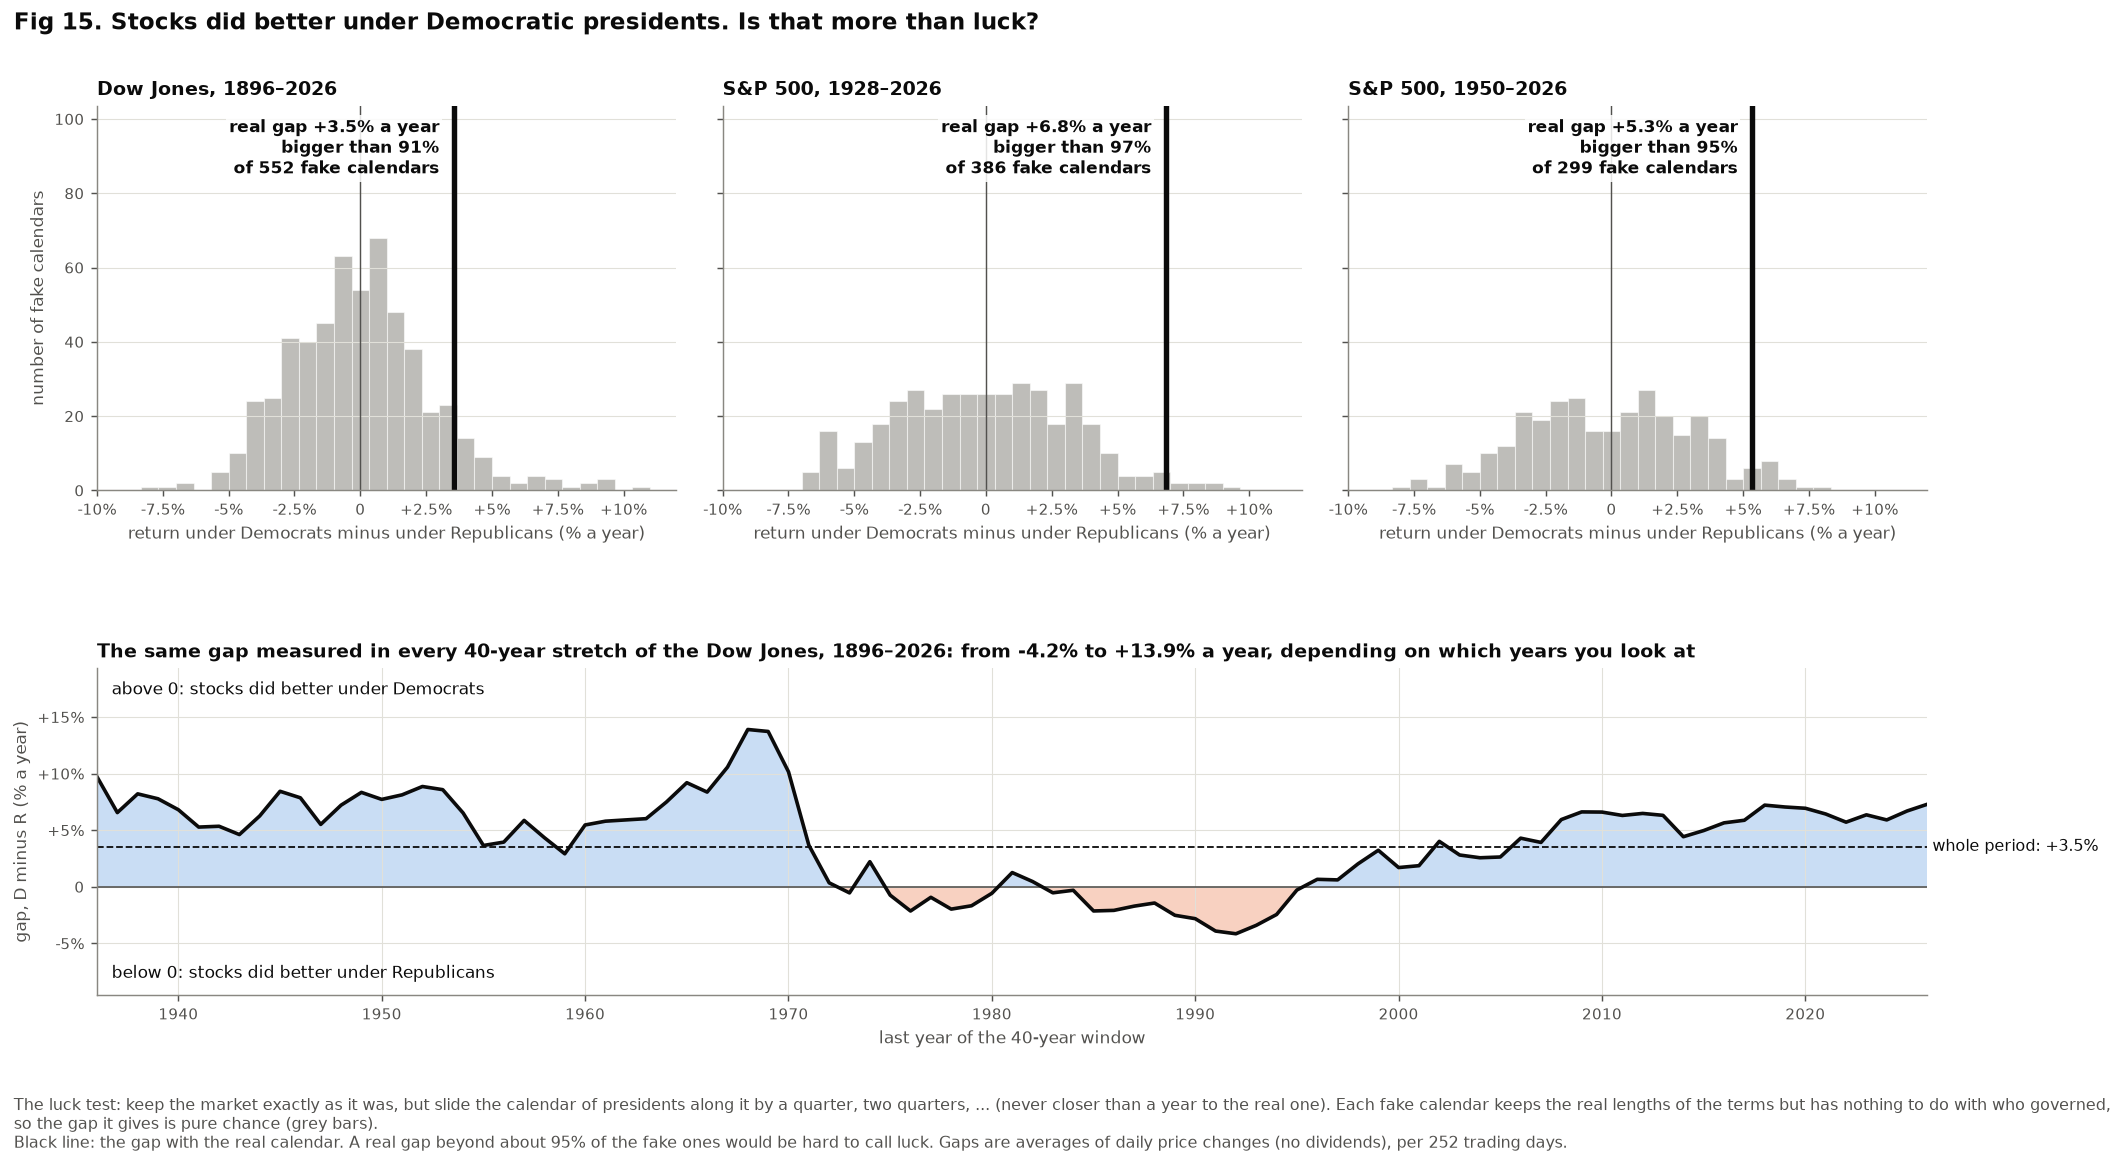 Fig 15. Stocks did better under Democratic presidents. Is that more than luck?
Dow Jones, 1896–2026
real gap +3.5% a year
bigger than 91%
of 552 fake calendars
number of fake calendars
100
80
60
40
20
0
-10%
-7.5%
-5%
-2.5%
0
+2.5%
+5%
+7.5%
+10%
return under Democrats minus under Republicans (% a year)
S&P 500, 1928–2026
real gap +6.8% a year
bigger than 97%
of 386 fake calendars
-10%
-7.5%
-5%
-2.5%
0
+2.5%
+5%
+7.5%
+10%
return under Democrats minus under Republicans (% a year)
S&P 500, 1950–2026
real gap +5.3% a year
bigger than 95%
of 299 fake calendars
-10%
-7.5%
-5%
-2.5%
0
+2.5%
+5%
+7.5%
+10%
return under Democrats minus under Republicans (% a year)
The same gap measured in every 40-year stretch of the Dow Jones, 1896–2026: from -4.2% to +13.9% a year, depending on which years you look at
above 0: stocks did better under Democrats
gap, D minus R (% a year)
+15%
+10%
+5%
0
-5%
whole period: +3.5%
below 0: stocks did better under Republicans
1940
1950
1960
1970
1980
1990
2000
2010
2020
last year of the 40-year window
The luck test: keep the market exactly as it was, but slide the calendar of presidents along it by a quarter, two quarters, ... (never closer than a year to the real one). Each fake calendar keeps the real lengths of the terms but has nothing to do with who governed,
so the gap it gives is pure chance (grey bars).
Black line: the gap with the real calendar. A real gap beyond about 95% of the fake ones would be hard to call luck. Gaps are averages of daily price changes (no dividends), per 252 trading days.